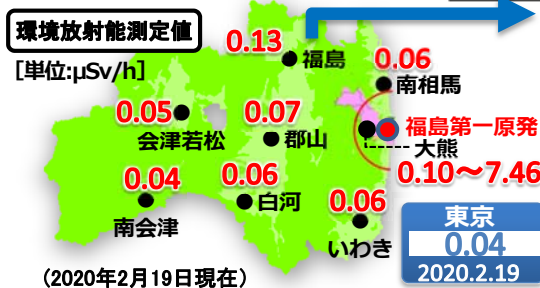 環境放射能測定値
[単位:μSv/h]
0.13
福島
0.06
南相馬
0.05
会津若松
0.07
郡山
福島第一原発
大熊
0.10～7.46
0.04
南会津
0.06
白河
0.06
いわき
東京
0.04
2020.2.19
(2020年2月19日現在)